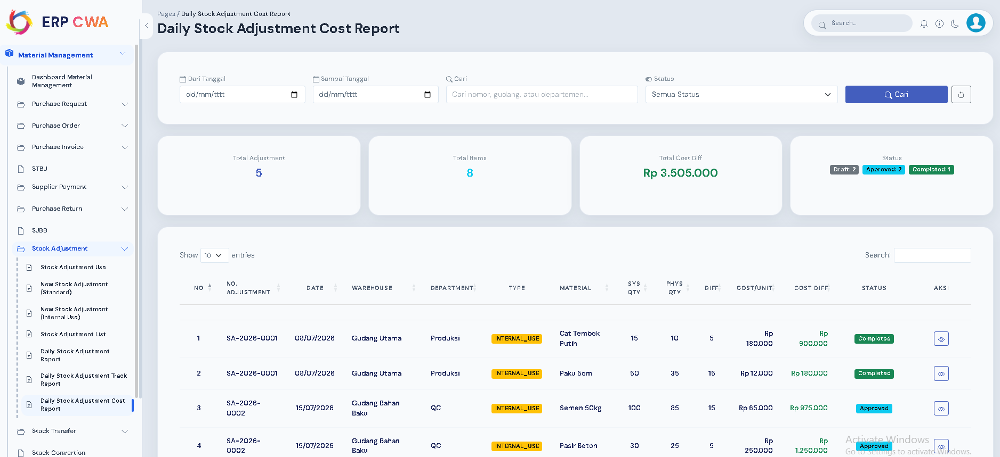 ERP CWA
Material Management
Dashboard Material
Management
Purchase Request
Purchase Order
Purchase Invoice
STBJ
Supplier Payment
Purchase Return
SJBB
Stock Adjustment
Stock Adjustment Use
New Stock Adjustment
(Standard)
New Stock Adjustment
(Internal Use)
Stock Adjustment List
Daily Stock Adjustment
Report
Daily Stock Adjustment Track
Report
Daily Stock Adjustment Cost
Report
Stock Transfer
Stock Convertion
Pages / Daily Stock Adjustment Cost Report
Daily Stock Adjustment Cost Report
Search...
Dari Tanggal
dd/mm/tttt
Sampai Tanggal
dd/mm/tttt
Cari
Cari nomor, gudang, atau departemen...
Status
Semua Status
Cari
Total Adjustment
5
Total Items
8
Total Cost Diff
Rp 3.505.000
Status
Draft: 2 Approved: 2 Completed: 1
Show 10 entries
Search:
NO
NO.
ADJUSTMENT
DATE
WAREHOUSE
DEPARTMENT
TYPE
MATERIAL
SYS
QTY
PHYS
QTY
DIFF
COST/UNIT
COST DIFF
STATUS
AKSI
1
SA-2026-0001
08/07/2026
Gudang Utama
Produksi
INTERNAL_USE
Cat Tembok
Putih
15
10
5
Rp
180.000
Rp
900.000
Completed
2
SA-2026-0001
08/07/2026
Gudang Utama
Produksi
INTERNAL_USE
Paku 5cm
50
35
15
Rp 12.000
Rp 180.000
Completed
3
SA-2026-
0002
15/07/2026
Gudang Bahan
Baku
QC
INTERNAL_USE
Semen 50kg
100
85
15
Rp 65.000
Rp 975.000
Approved
4
SA-2026-
0002
15/07/2026
Gudang Bahan
Baku
QC
INTERNAL_USE
Pasir Beton
30
25
5
Rp
250.000
Rp
1.250.000
Approved
Activate Windows
Go to Settings to activate Windows.